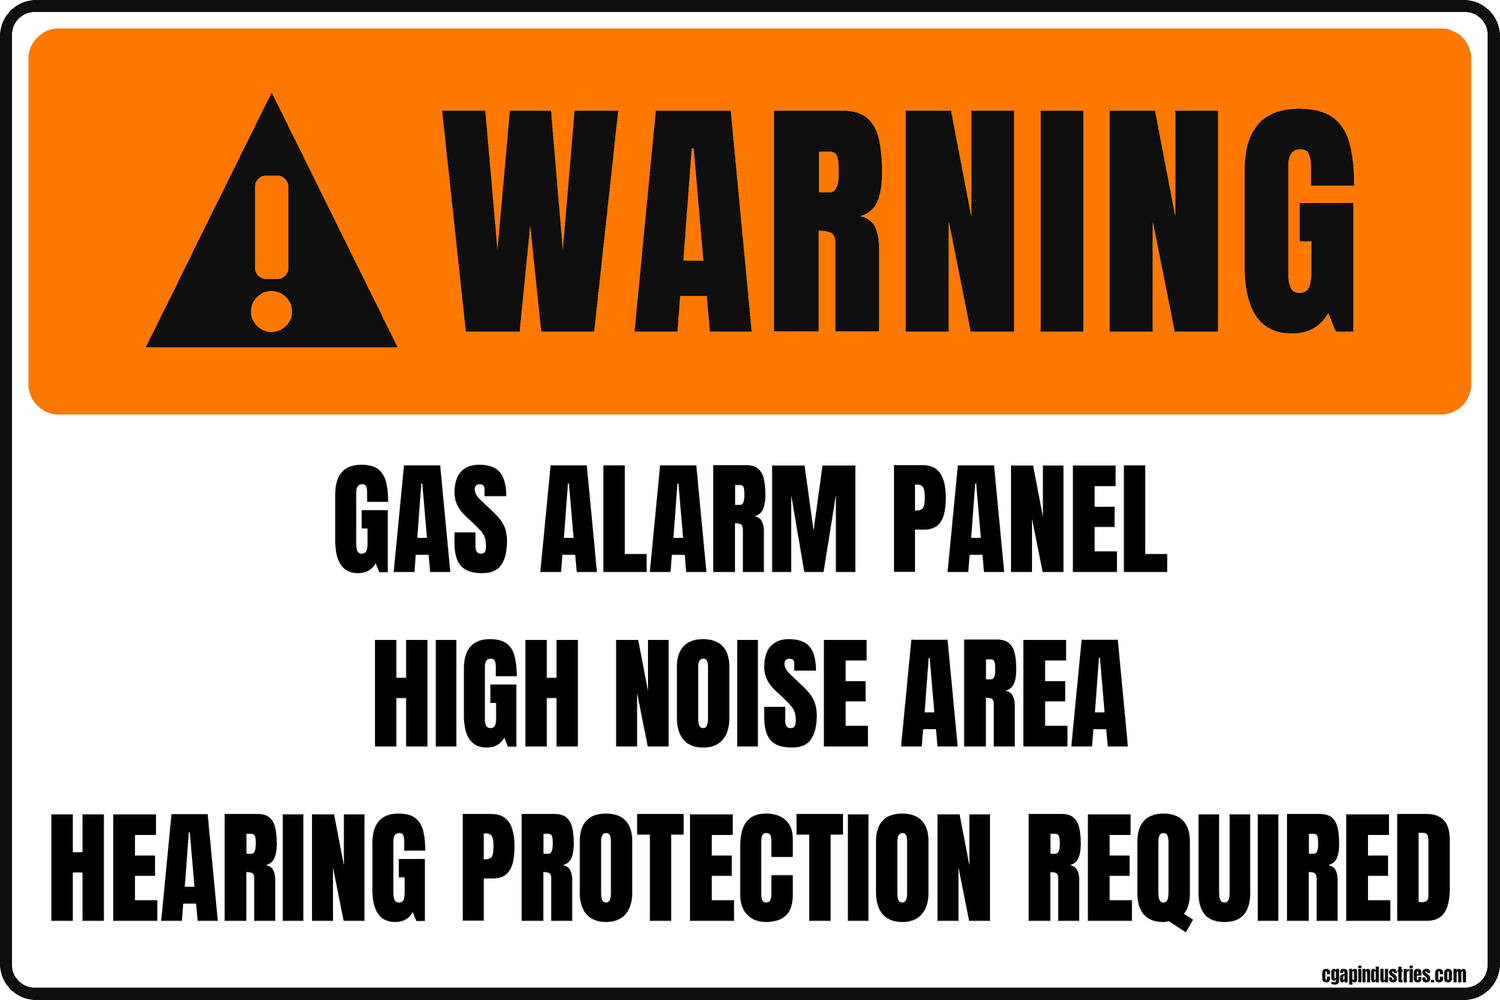 WARNING
GAS ALARM PANEL
HIGH NOISE AREA
HEARING PROTECTION REQUIRED
cgapindustries.com